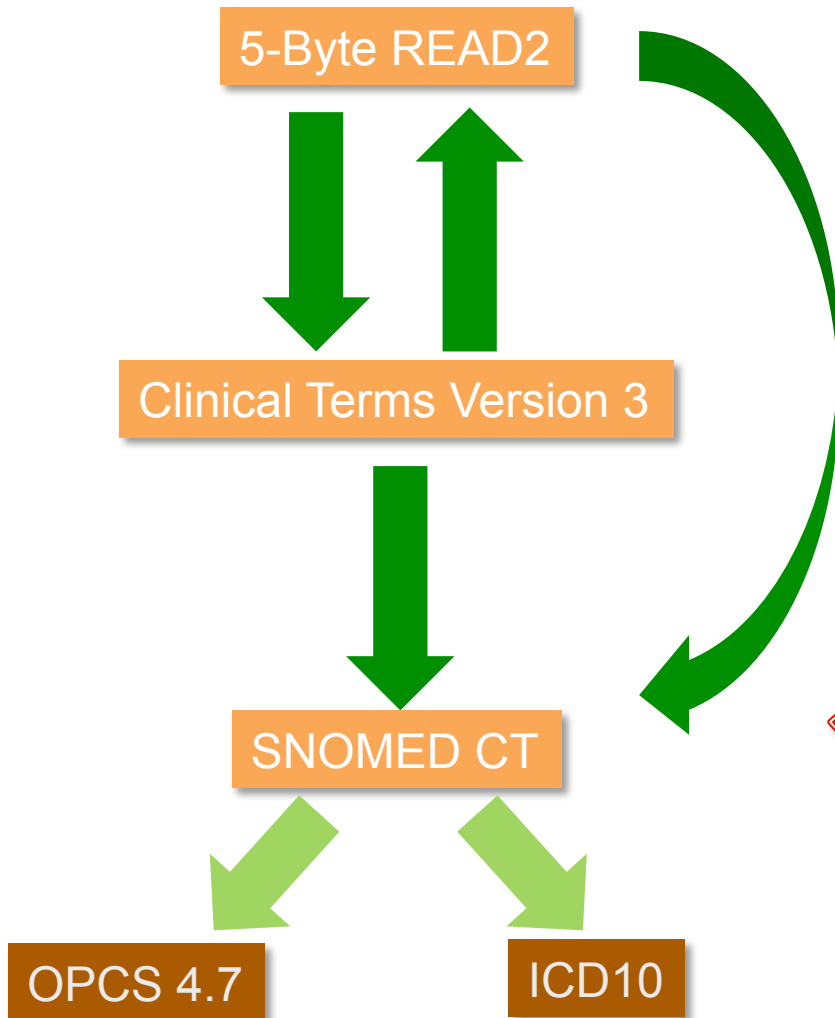 5-Byte READ2
Clinical Terms Version 3
SNOMED CT
OPCS 4.7
ICD10